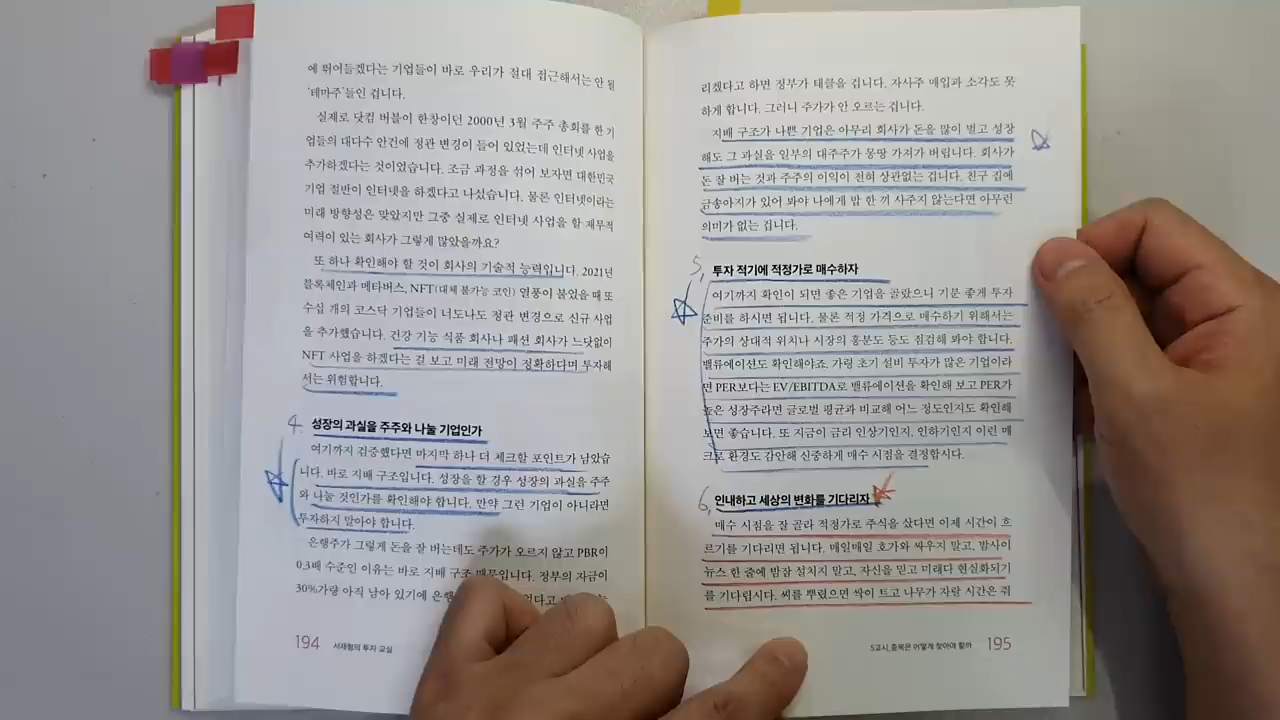 에 뛰어들겠다는 기업들이 바로 우리가 절대 접근해서는 안 될
'테마주'들인 겁니다.
실제로 닷컴 버블이 한창이던 2000년 3월 주주 총회를 한 기
업들의 대다수 안건에 정관 변경이 들어 있었는데 인터넷 사업을
추가하겠다는 것이었습니다. 조금 과정을 섞어 보자면 대한민국
기업 절반이 인터넷을 하겠다고 나섰습니다. 물론 인터넷이라는
미래 방향성은 맞았지만 그중 실제로 인터넷 사업을 할 재무적
여력이 있는 회사가 그렇게 많았을까요?
또 하나 확인해야 할 것이 회사의 기술적 능력입니다. 2021년
블록체인과 메타버스, NFT(대체 불가능 코인) 열풍이 불었을 때 또
수십 개의 코스닥 기업들이 너도나도 정관 변경으로 신규 사업
을 추가했습니다. 건강 기능 식품 회사나 패션 회사가 느닷없이
NFT 사업을 하겠다는 걸 보고 미래 전망이 정확하다며 투자해
서는 위험합니다.
4. 성장의 과실을 주주와 나눌 기업인가
여기까지 검증했다면 마지막 하나 더 체크할 포인트가 남았습
니다. 바로 지배 구조입니다. 성장을 할 경우 성장의 과실을 주주
와 나눌 것인가를 확인해야 합니다. 만약 그런 기업이 아니라면
투자하지 말아야 합니다.
은행주가 그렇게 돈을 잘 버는데도 주가가 오르지 않고 PBR이
0.3배 수준인 이유는 바로 지배 구조 때문입니다. 정부의 자금이
30%가량 아직 남아 있기에 은행
194 서재형의 투자 교실
리겠다고 하면 정부가 태클을 겁니다. 자사주 매입과 소각도 못
하게 합니다. 그러니 주가가 안 오르는 겁니다.
지배 구조가 나쁜 기업은 아무리 회사가 돈을 많이 벌고 성장
해도 그 과실을 일부의 대주주가 몽땅 가져가 버립니다. 회사가
돈 잘 버는 것과 주주의 이익이 전혀 상관없는 겁니다. 친구 집에
금송아지가 있어 봐야 나에게 밥 한 끼 사주지 않는다면 아무런
의미가 없는 겁니다.
5. 투자 적기에 적정가로 매수하자
여기까지 확인이 되면 좋은 기업을 골랐으니 기분 좋게 투자
준비를 하시면 됩니다. 물론 적정 가격으로 매수하기 위해서는
주가의 상대적 위치나 시장의 흥분도 등도 점검해 봐야 합니다.
밸류에이션도 확인해야죠. 가령 초기 설비 투자가 많은 기업이라
면 PER보다는 EV/EBITDA로 밸류에이션을 확인해 보고 PER가
높은 성장주라면 글로벌 평균과 비교해 어느 정도인지도 확인해
보면 좋습니다. 또 지금이 금리 인상기인지, 인하기인지 이런 매
크로 환경도 감안해 신중하게 매수 시점을 결정합시다.
6. 인내하고 세상의 변화를 기다리자
매수 시점을 잘 골라 적정가로 주식을 샀다면 이제 시간이 흐
르기를 기다리면 됩니다. 매일매일 호가와 싸우지 말고, 밤사이
뉴스 한 줄에 밤잠 설치지 말고, 자신을 믿고 미래가 현실화되기
를 기다립시다. 씨를 뿌렸으면 싹이 트고 나무가 자랄 시간은 줘
5교시, 종목은 어떻게 찾아야 할까 195